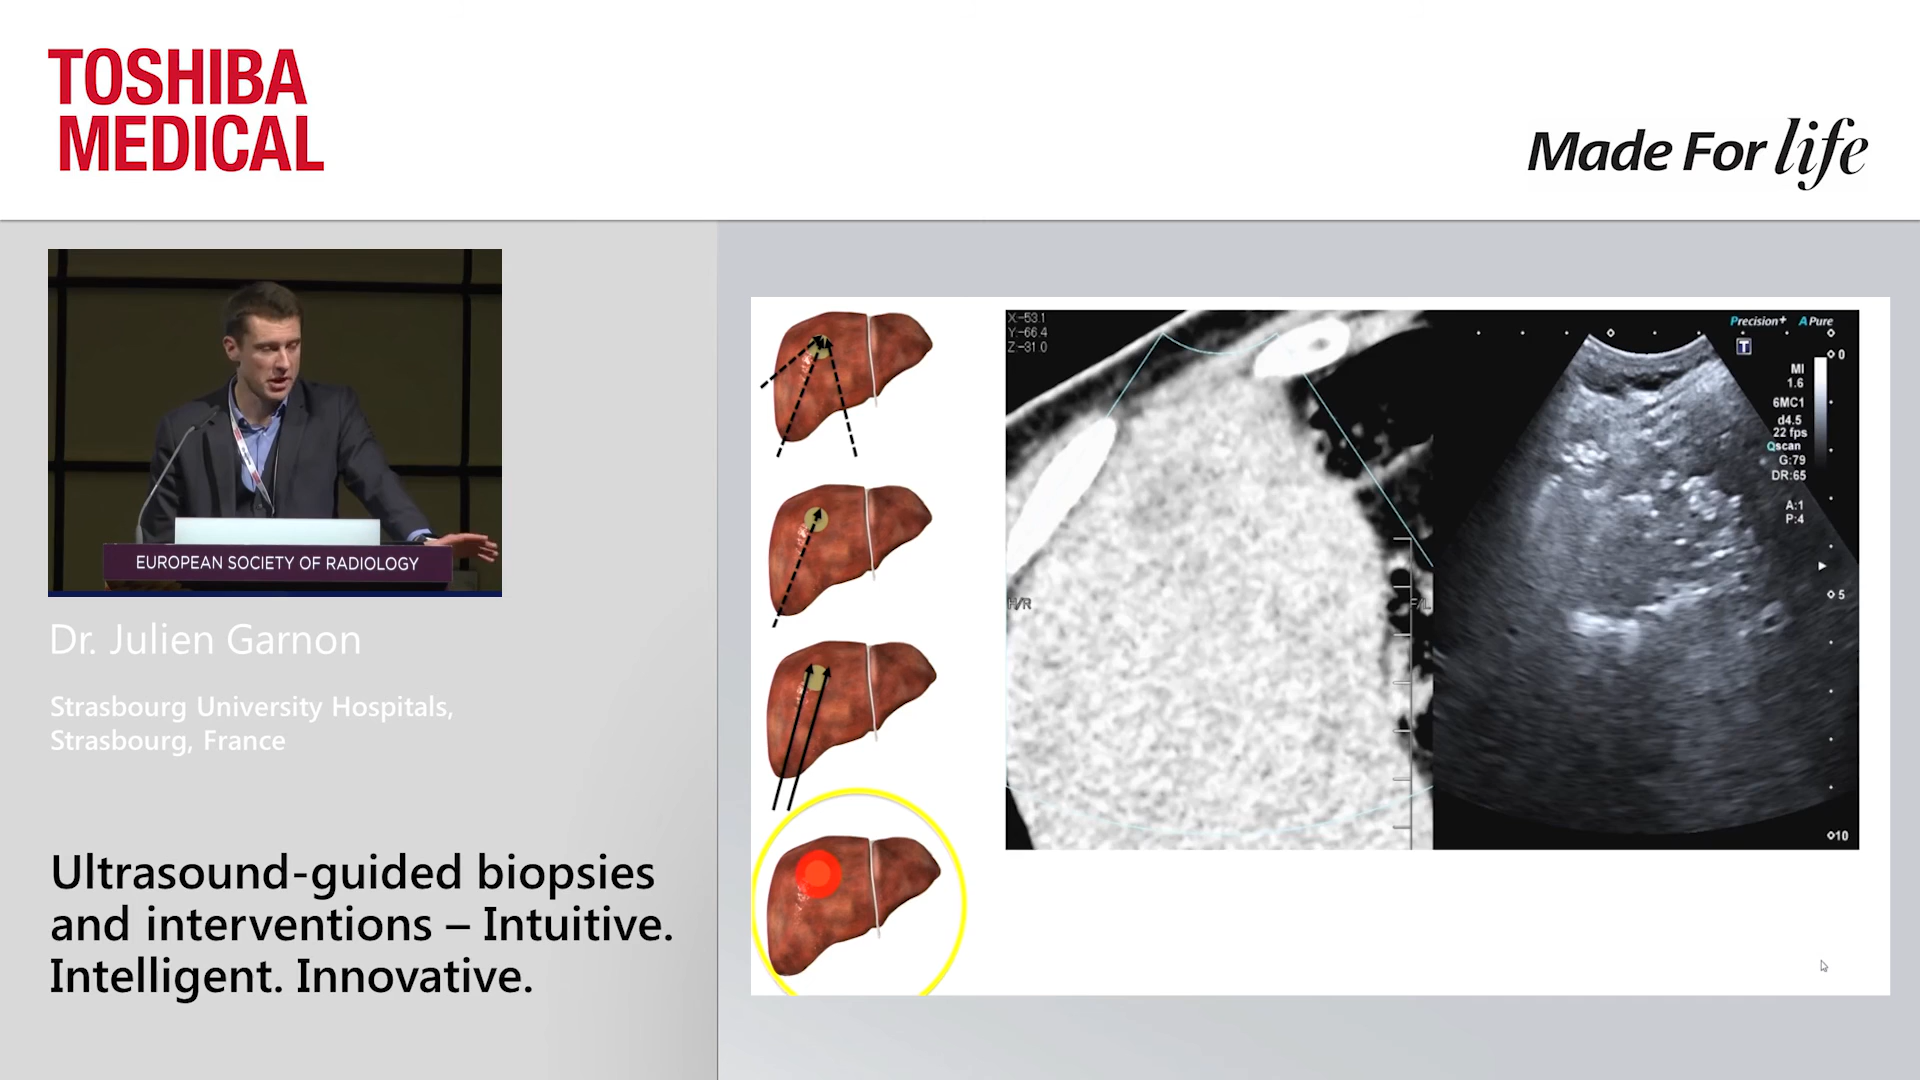 TOSHIBA
MEDICAL
Made For life
EUROPEAN SOCIETY OF RADIOLOGY
Dr. Julien Garnon
Strasbourg University Hospitals,
Strasbourg, France
Ultrasound-guided biopsies
and interventions – Intuitive.
Intelligent. Innovative.
X:-53.1
Y:-66.4
Z:-31.0
H/R
F/L
Precision+ A Pure
T
0
MI
1.6
6MC1
d4.5
22 fps
Qscan
G:79
DR:65
A:1
P:4
5
10